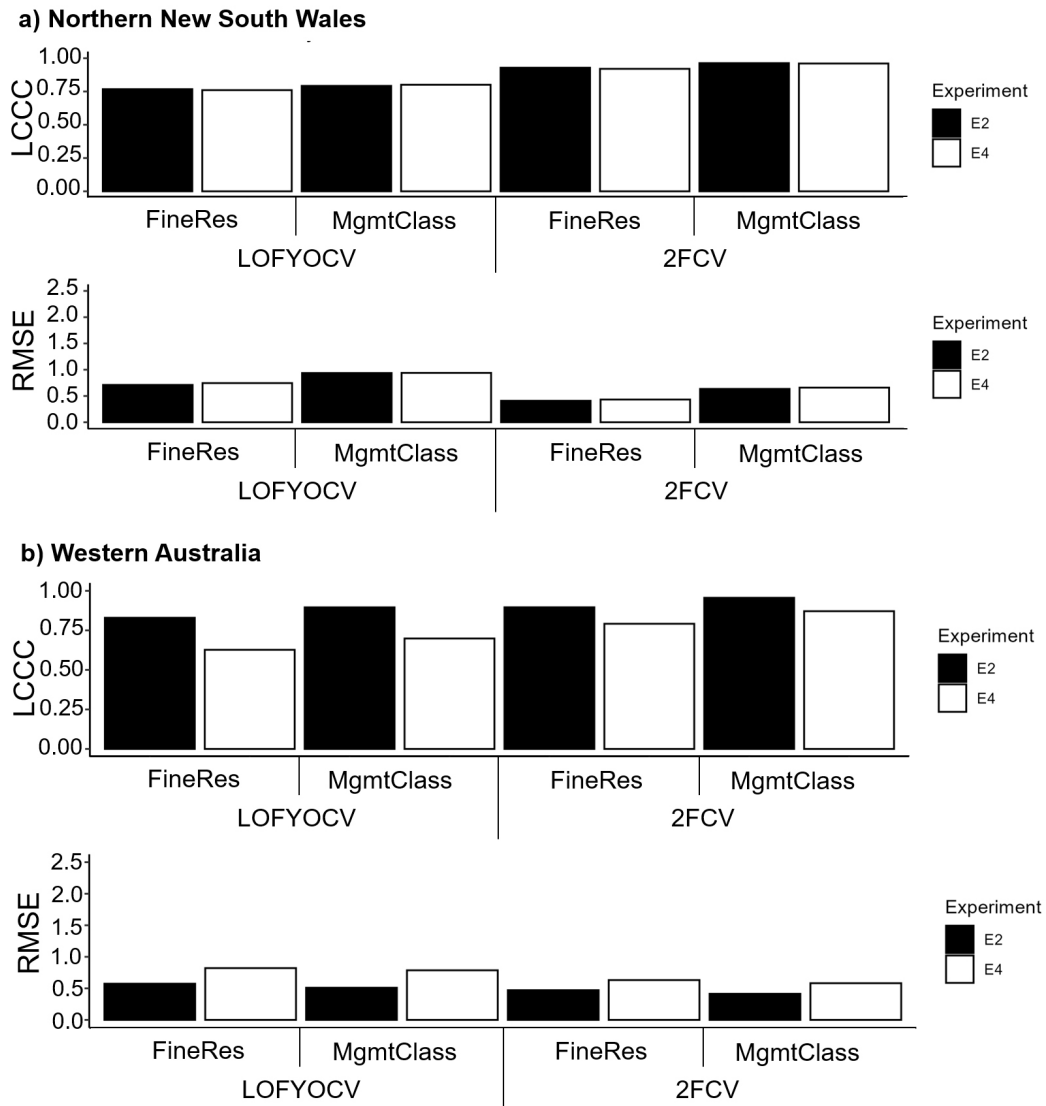 a) Northern New South Wales
LCCC
1.00
0.75
0.50
0.25
0.00
FineRes
MgmtClass
FineRes
MgmtClass
LOFYOCV
2FCV
Experiment
E2
E4
RMSE
2.5
2.0
1.5
1.0
0.5
0.0
FineRes
MgmtClass
FineRes
MgmtClass
LOFYOCV
2FCV
Experiment
E2
E4
b) Western Australia
LCCC
1.00
0.75
0.50
0.25
0.00
FineRes
MgmtClass
FineRes
MgmtClass
LOFYOCV
2FCV
Experiment
E2
E4
RMSE
2.5
2.0
1.5
1.0
0.5
0.0
FineRes
MgmtClass
FineRes
MgmtClass
LOFYOCV
2FCV
Experiment
E2
E4